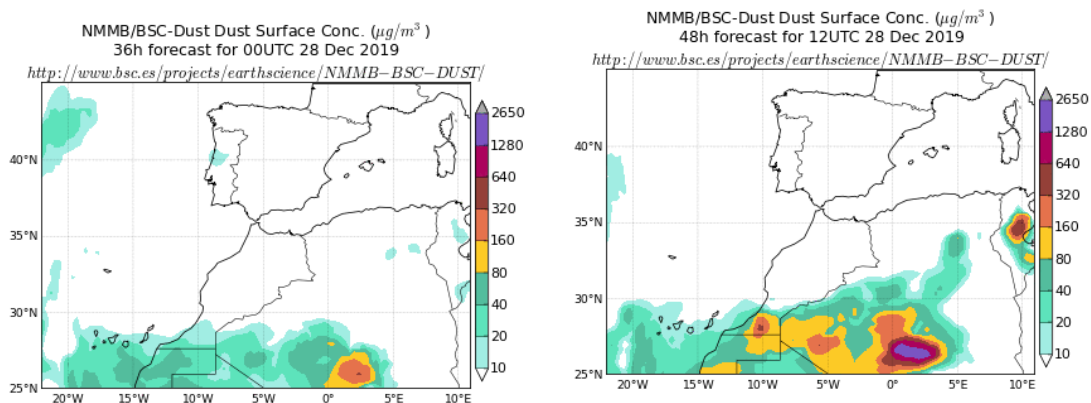 NMMB/BSC-Dust Dust Surface Conc. (μg/m³)
36h forecast for 00UTC 28 Dec 2019
http://www.bsc.es/projects/earthscience/NMMB−BSC−DUST/
40°N
35°N
30°N
25°N
20°W 15°W 10°W 5°W 0°E 5°E 10°E
2650
1280
640
320
160
80
40
20
10
NMMB/BSC-Dust Dust Surface Conc. (μg/m³)
48h forecast for 12UTC 28 Dec 2019
http://www.bsc.es/projects/earthscience/NMMB−BSC−DUST/
40°N
35°N
30°N
25°N
20°W 15°W 10°W 5°W 0°E 5°E 10°E
2650
1280
640
320
160
80
40
20
10